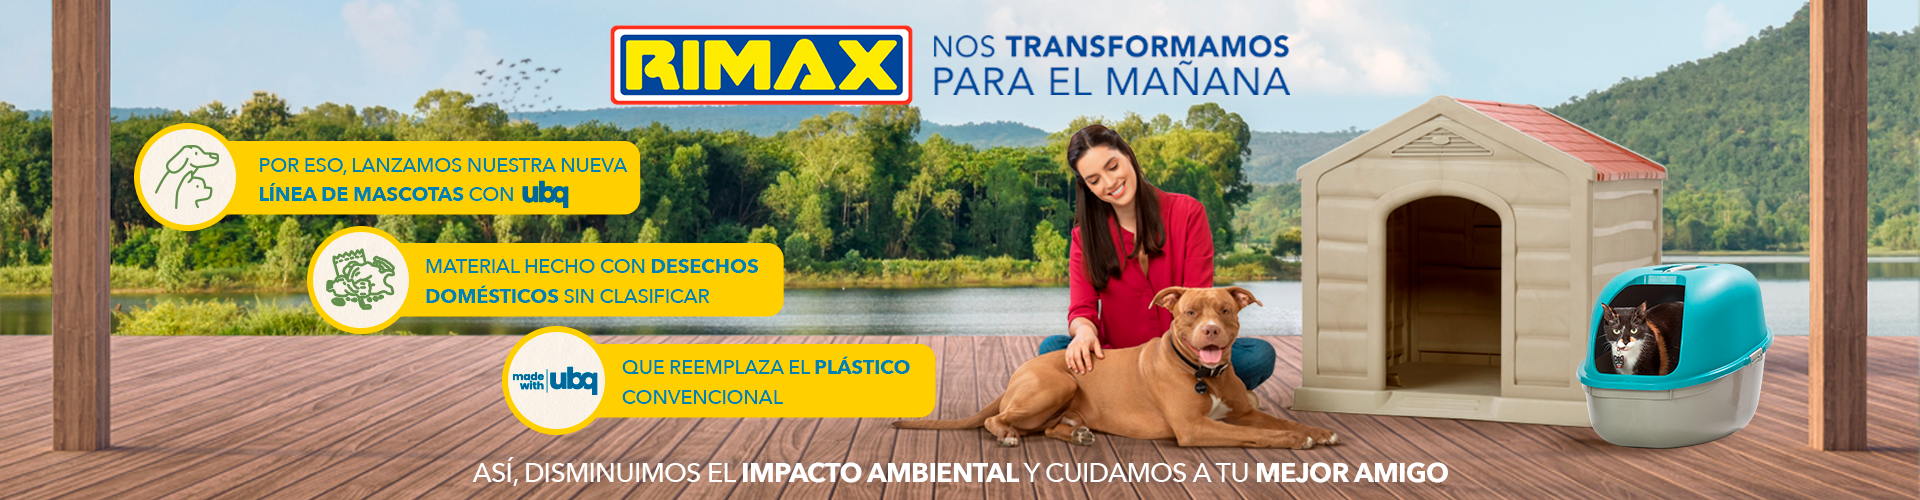 RIMAX
NOS TRANSFORMAMOS
PARA EL MAÑANA
POR ESO, LANZAMOS NUESTRA NUEVA
LÍNEA DE MASCOTAS CON ubq
MATERIAL HECHO CON DESECHOS
DOMÉSTICOS SIN CLASIFICAR
made
with ubq
QUE REEMPLAZA EL PLÁSTICO
CONVENCIONAL
ASÍ, DISMINUIMOS EL IMPACTO AMBIENTAL Y CUIDAMOS A TU MEJOR AMIGO